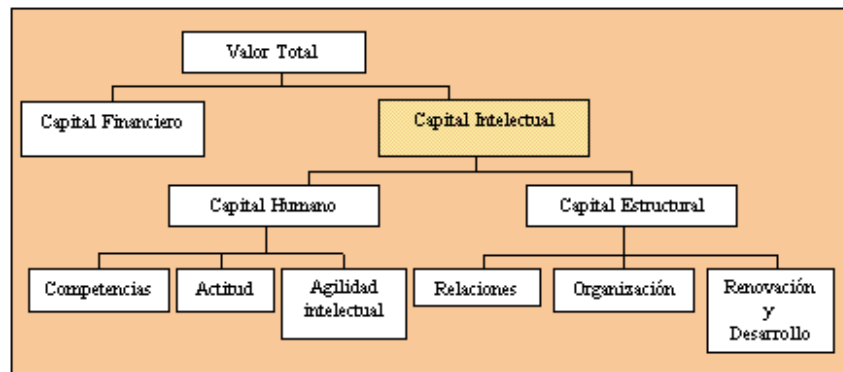 Valor Total
Capital Financiero
Capital Intelectual
Capital Humano
Capital Estructural
Competencias
Actitud
Agilidad
intelectual
Relaciones
Organización
Renovación
y
Desarrollo